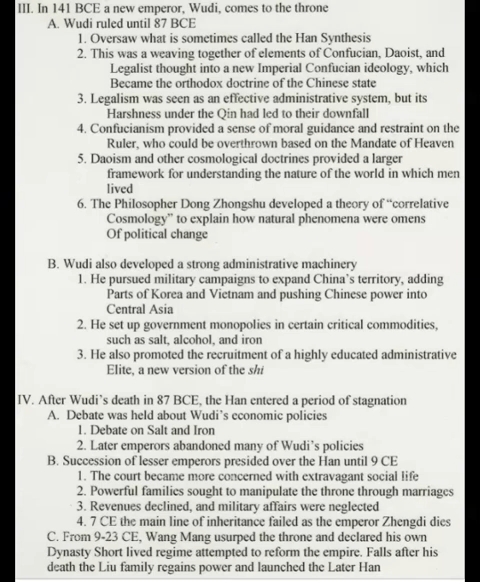 III. In 141 BCE a new emperor, Wudi, comes to the throne
A. Wudi ruled until 87 BCE
1. Oversaw what is sometimes called the Han Synthesis
2. This was a weaving together of elements of Confucian, Daoist, and
Legalist thought into a new Imperial Confucian ideology, which
Became the orthodox doctrine of the Chinese state
3. Legalism was seen as an effective administrative system, but its
Harshness under the Qin had led to their downfall
4. Confucianism provided a sense of moral guidance and restraint on the
Ruler, who could be overthrown based on the Mandate of Heaven
5. Daoism and other cosmological doctrines provided a larger
framework for understanding the nature of the world in which men
lived
6. The Philosopher Dong Zhongshu developed a theory of “correlative
Cosmology” to explain how natural phenomena were omens
Of political change
B. Wudi also developed a strong administrative machinery
1. He pursued military campaigns to expand China’s territory, adding
Parts of Korea and Vietnam and pushing Chinese power into
Central Asia
2. He set up government monopolies in certain critical commodities,
such as salt, alcohol, and iron
3. He also promoted the recruitment of a highly educated administrative
Elite, a new version of the shi
IV. After Wudi’s death in 87 BCE, the Han entered a period of stagnation
A. Debate was held about Wudi’s economic policies
1. Debate on Salt and Iron
2. Later emperors abandoned many of Wudi’s policies
B. Succession of lesser emperors presided over the Han until 9 CE
1. The court became more concerned with extravagant social life
2. Powerful families sought to manipulate the throne through marriages
3. Revenues declined, and military affairs were neglected
4. 7 CE the main line of inheritance failed as the emperor Zhengdi dies
C. From 9-23 CE, Wang Mang usurped the throne and declared his own
Dynasty Short lived regime attempted to reform the empire. Falls after his
death the Liu family regains power and launched the Later Han